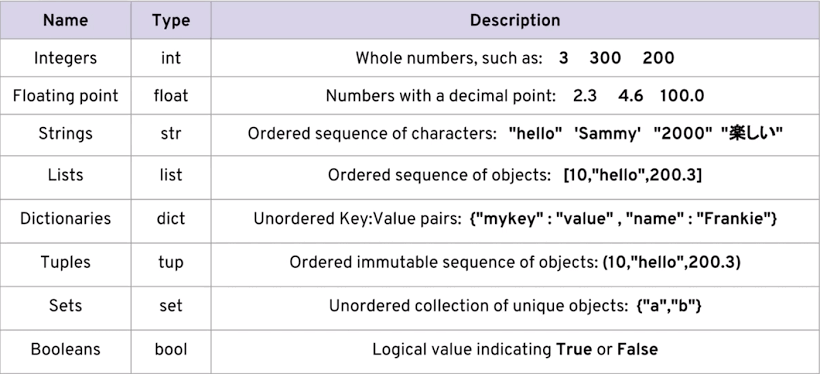 Name Type Description
Integers int Whole numbers, such as: 3 300 200
Floating point float Numbers with a decimal point: 2.3 4.6 100.0
Strings str Ordered sequence of characters: "hello" 'Sammy' "2000" "楽しい"
Lists list Ordered sequence of objects: [10,"hello",200.3]
Dictionaries dict Unordered Key:Value pairs: {"mykey" : "value" , "name" : "Frankie"}
Tuples tup Ordered immutable sequence of objects: (10,"hello",200.3)
Sets set Unordered collection of unique objects: {"a","b"}
Booleans bool Logical value indicating True or False